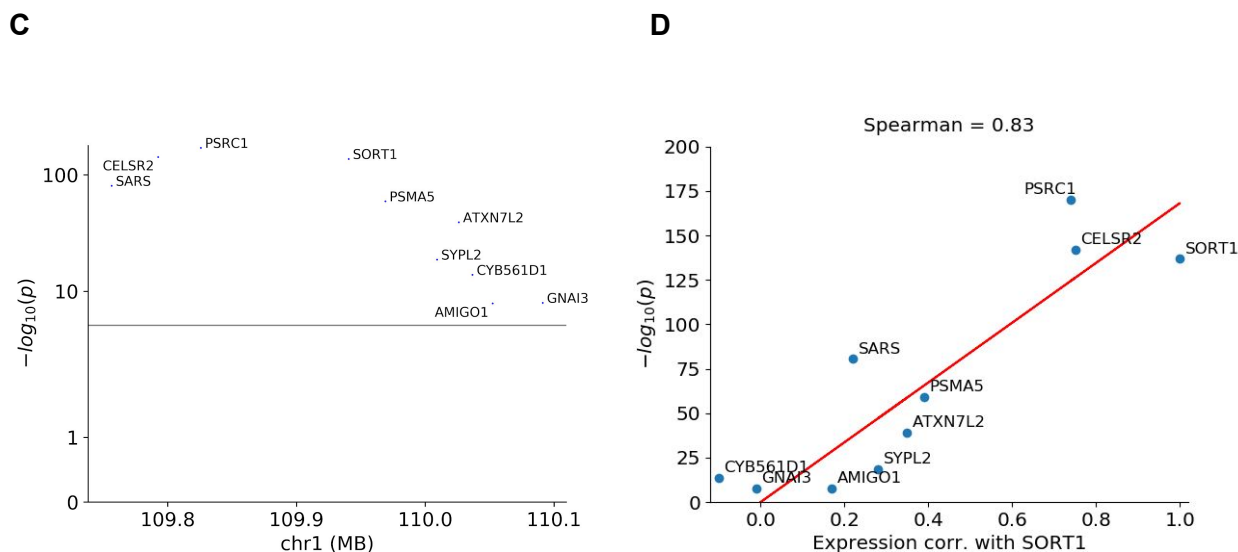 C
D
Spearman = 0.83
PSRC1
CELSR2
SARS
SORT1
PSMA5
ATXN7L2
SYPL2
CYB561D1
GNAI3
AMIGO1
100
10
1
0
−log10(p)
109.8 109.9 110.0 110.1
chr1 (MB)
200
175
150
125
100
75
50
25
0
−log10(p)
PSRC1
CELSR2
SORT1
SARS
PSMA5
ATXN7L2
SYPL2
CYB561D1
GNAI3
AMIGO1
0.0 0.2 0.4 0.6 0.8 1.0
Expression corr. with SORT1